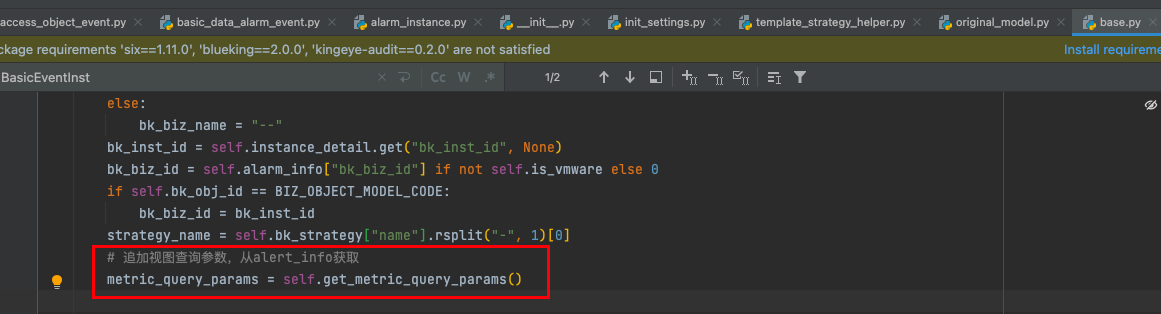 access_object_event.py basic_data_alarm_event.py alarm_instance.py __init__.py init_settings.py template_strategy_helper.py original_model.py base.py
ckage requirements 'six==1.11.0', 'blueking==2.0.0', 'kingeye-audit==0.2.0' are not satisfied Install requireme
BasicEventInst Cc W .* 1/2
else:
bk_biz_name = "--"
bk_inst_id = self.instance_detail.get("bk_inst_id", None)
bk_biz_id = self.alarm_info["bk_biz_id"] if not self.is_vmware else 0
if self.bk_obj_id == BIZ_OBJECT_MODEL_CODE:
bk_biz_id = bk_inst_id
strategy_name = self.bk_strategy["name"].rsplit("-", 1)[0]
# 追加视图查询参数，从alert_info获取
metric_query_params = self.get_metric_query_params()